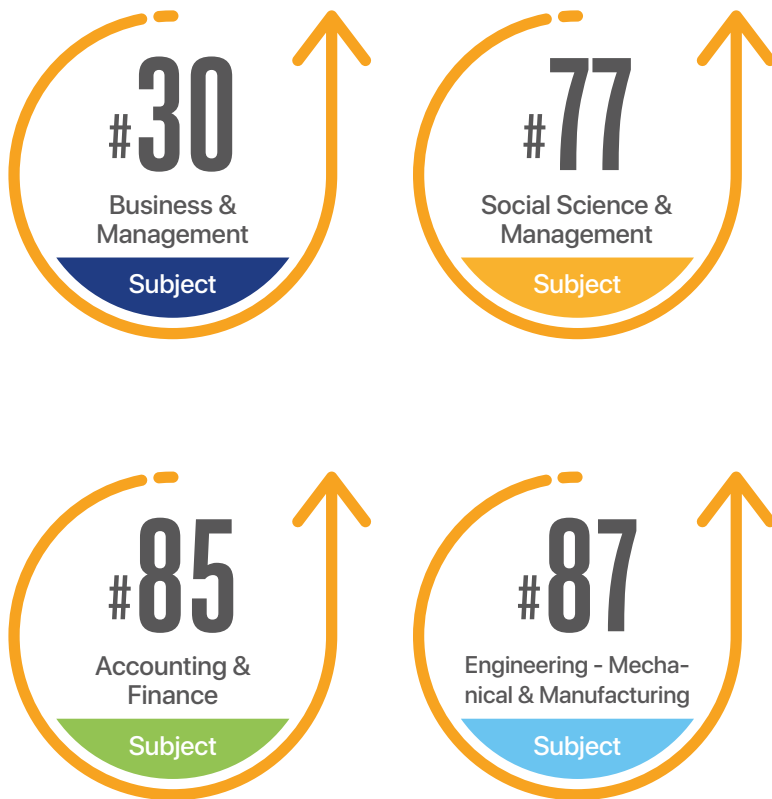 #30
Business &
Management
Subject
#77
Social Science &
Management
Subject
#85
Accounting &
Finance
Subject
#87
Engineering - Mecha-
nical & Manufacturing
Subject